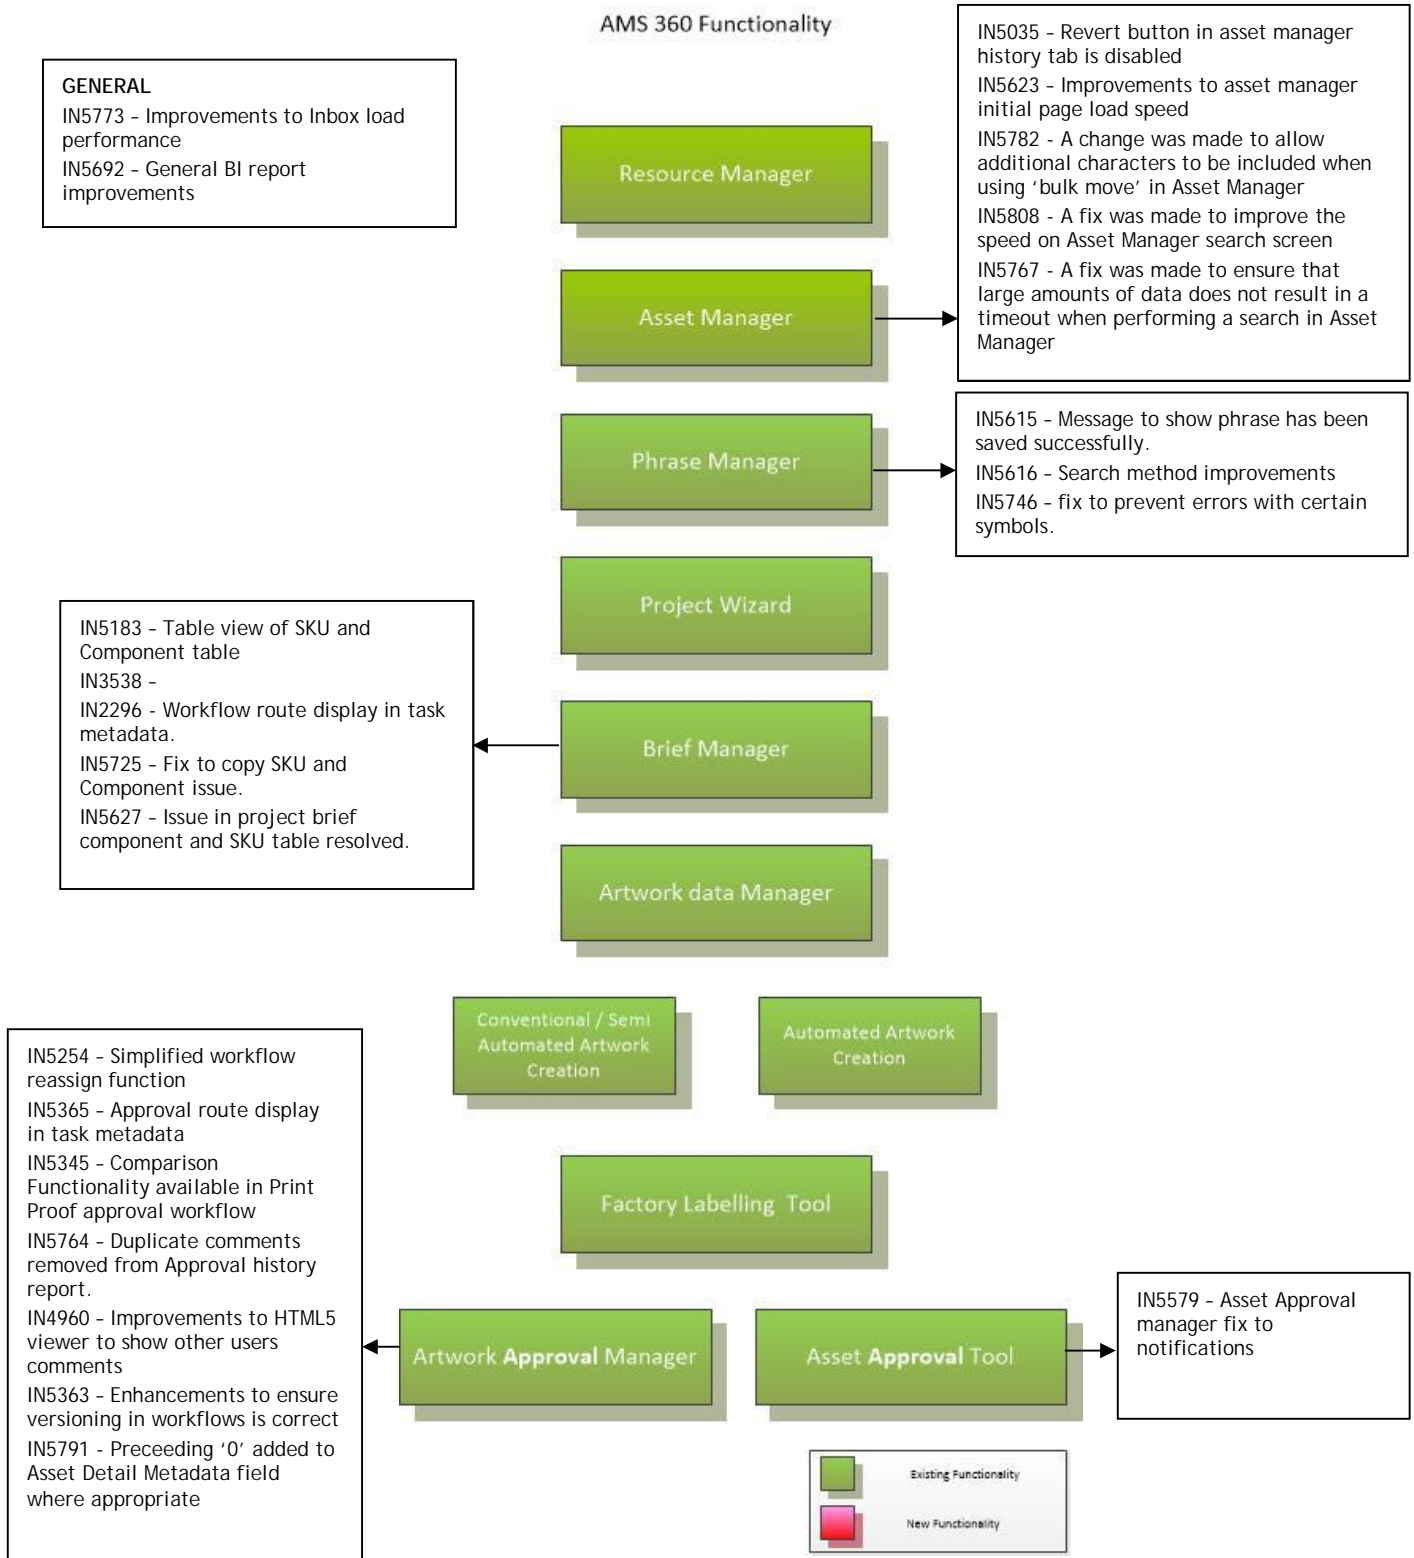 AMS 360 Functionality
GENERAL
IN5773 – Improvements to Inbox load
performance
IN5692 – General BI report
improvements
IN5035 – Revert button in asset manager
history tab is disabled
IN5623 – Improvements to asset manager
initial page load speed
IN5782 – A change was made to allow
additional characters to be included when
using ‘bulk move’ in Asset Manager
IN5808 – A fix was made to improve the
speed on Asset Manager search screen
IN5767 - A fix was made to ensure that
large amounts of data does not result in a
timeout when performing a search in Asset
Manager
Resource Manager
Asset Manager
Phrase Manager
IN5615 – Message to show phrase has been
saved successfully.
IN5616 – Search method improvements
IN5746 – fix to prevent errors with certain
symbols.
Project Wizard
IN5183 – Table view of SKU and
Component table
IN3538 –
IN2296 - Workflow route display in task
metadata.
IN5725 – Fix to copy SKU and
Component issue.
IN5627 – Issue in project brief
component and SKU table resolved.
Brief Manager
Artwork data Manager
Conventional / Semi
Automated Artwork
Creation
Automated Artwork
Creation
IN5254 – Simplified workflow
reassign function
IN5365 – Approval route display
in task metadata
IN5345 – Comparison
Functionality available in Print
Proof approval workflow
IN5764 – Duplicate comments
removed from Approval history
report.
IN4960 – Improvements to HTML5
viewer to show other users
comments
IN5363 – Enhancements to ensure
versioning in workflows is correct
IN5791 - Preceeding ‘0’ added to
Asset Detail Metadata field
where appropriate
Factory Labelling Tool
Artwork Approval Manager
Asset Approval Tool
IN5579 – Asset Approval
manager fix to
notifications
Existing Functionality
New Functionality